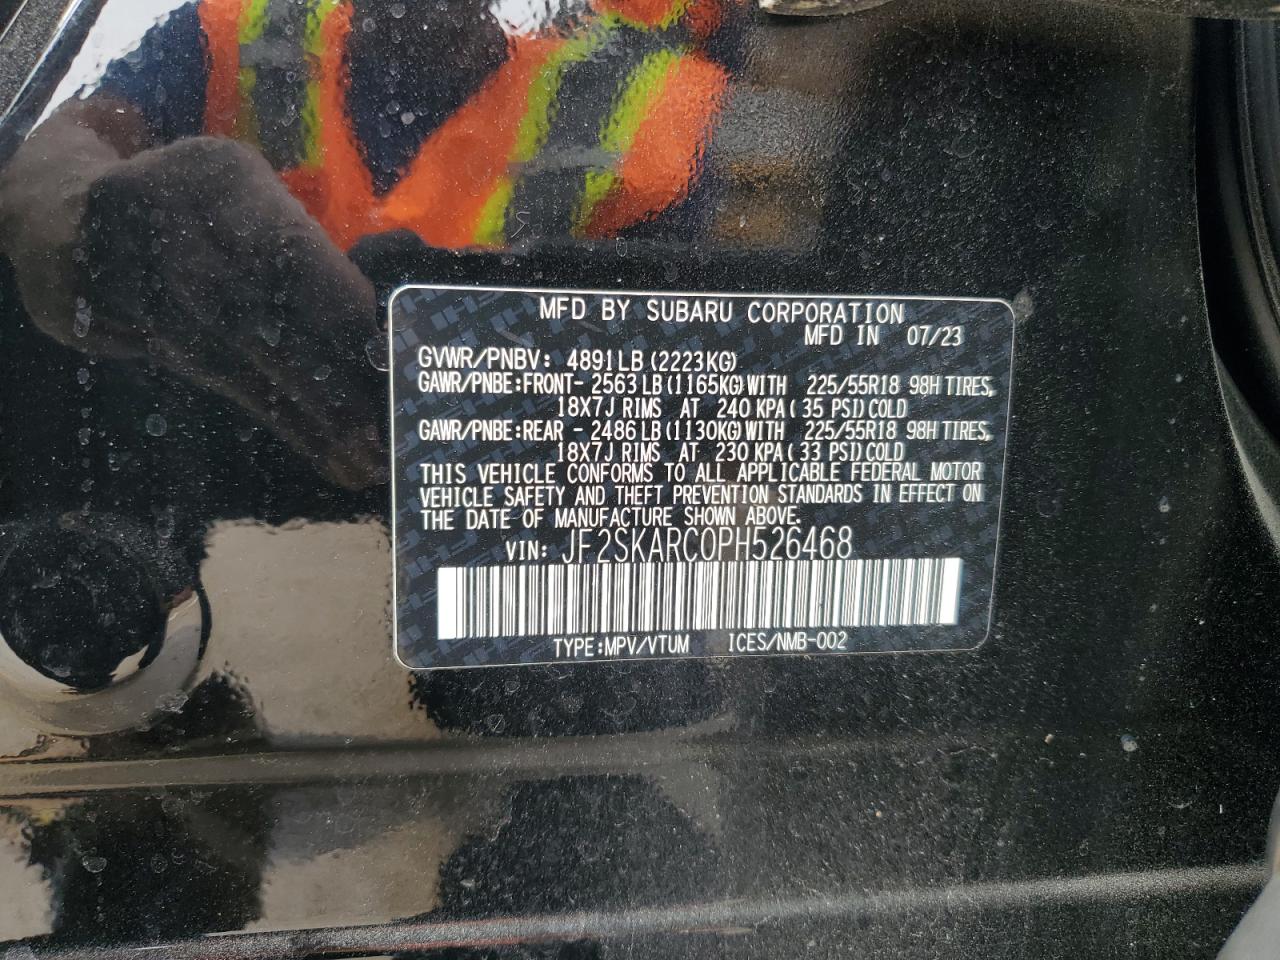 MFD BY SUBARU CORPORATION
MFD IN 07/23
GVWR/PNBV: 4891LB (2223KG)
GAWR/PNBE:FRONT- 2563 LB (1165KG) WITH 225/55R18 98H TIRES,
18X7J RIMS AT 240 KPA ( 35 PSI) COLD
GAWR/PNBE:REAR - 2486 LB (1130KG) WITH 225/55R18 98H TIRES,
18X7J RIMS AT 230 KPA ( 33 PSI) COLD
THIS VEHICLE CONFORMS TO ALL APPLICABLE FEDERAL MOTOR
VEHICLE SAFETY AND THEFT PREVENTION STANDARDS IN EFFECT ON
THE DATE OF MANUFACTURE SHOWN ABOVE.
VIN: JF2SKARC0PH526468
TYPE:MPV/VTUM ICES/NMB-002